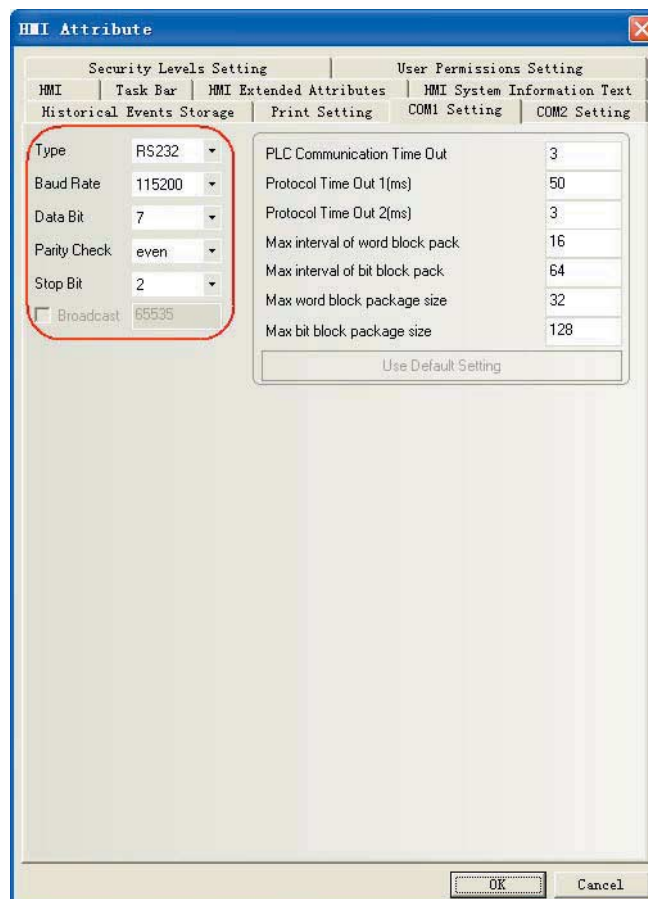 HMI Attribute
Security Levels Setting User Permissions Setting
HMI Task Bar HMI Extended Attributes HMI System Information Text
Historical Events Storage Print Setting COM1 Setting COM2 Setting
Type RS232
Baud Rate 115200
Data Bit 7
Parity Check even
Stop Bit 2
Broadcast 65535
PLC Communication Time Out 3
Protocol Time Out 1(ms) 50
Protocol Time Out 2(ms) 3
Max interval of word block pack 16
Max interval of bit block pack 64
Max word block package size 32
Max bit block package size 128
Use Default Setting
OK Cancel